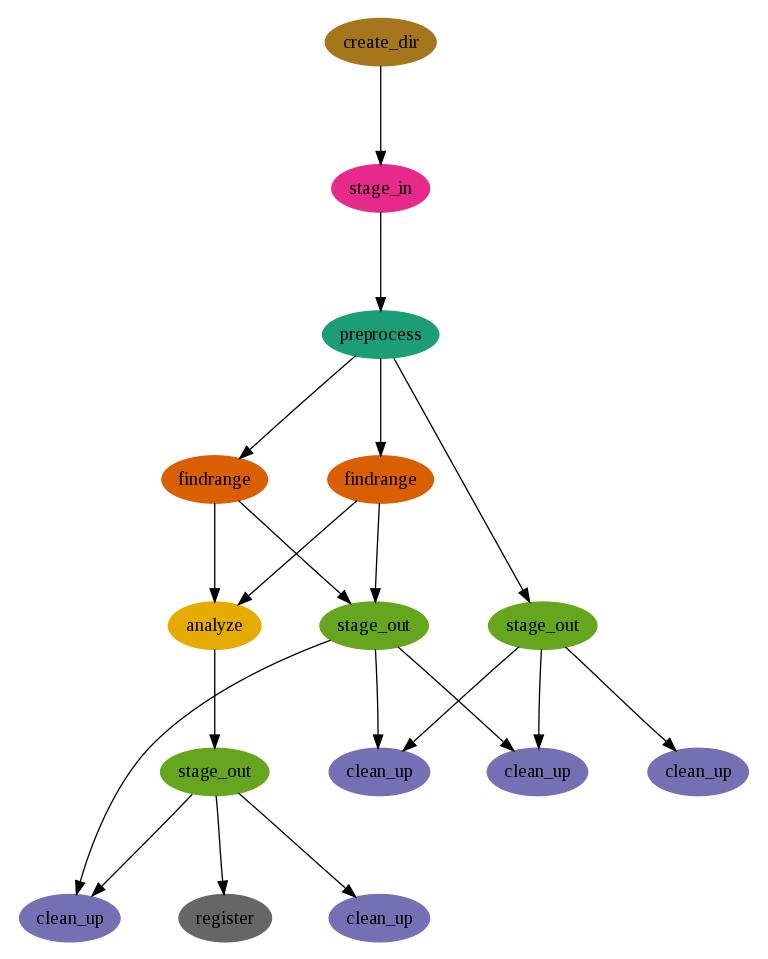 create_dir
stage_in
preprocess
findrange
findrange
analyze
stage_out
stage_out
stage_out
clean_up
clean_up
clean_up
clean_up
register
clean_up